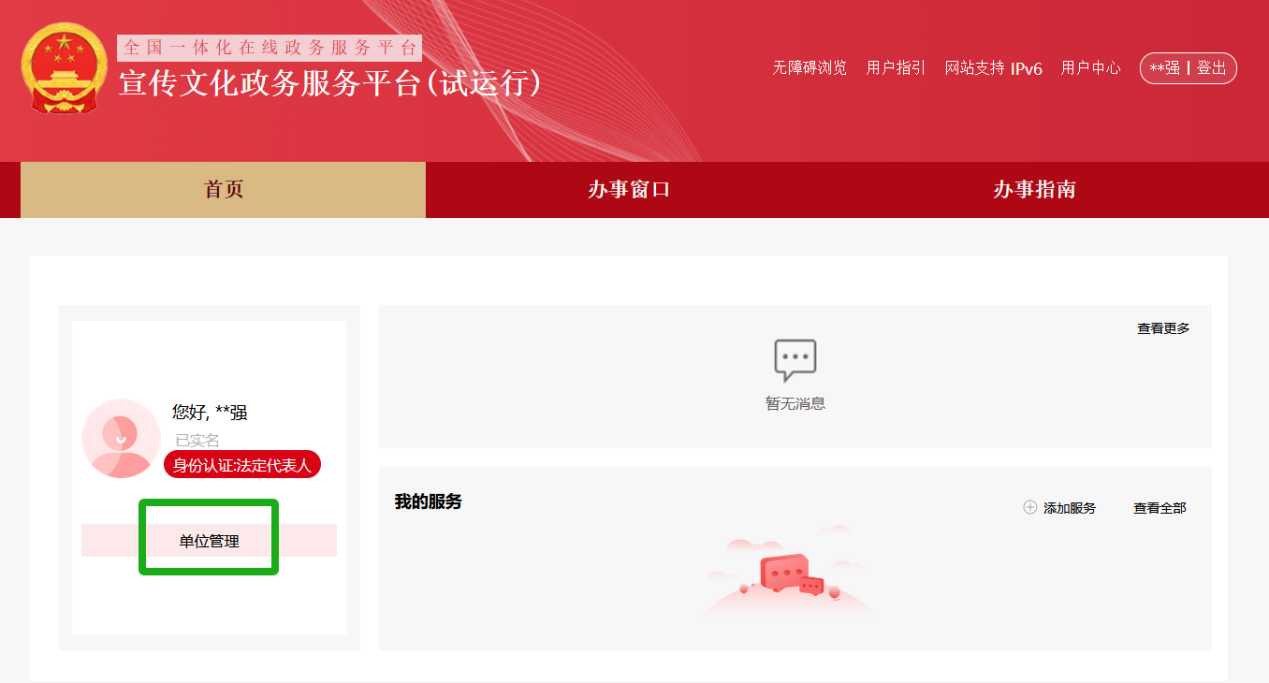 全国一体化在线政务服务平台
宣传文化政务服务平台(试运行)
无障碍浏览 用户指引 网站支持 IPv6 用户中心 **强 | 登出
首页 办事窗口 办事指南
查看更多
暂无消息
您好, **强
已实名
身份认证:法定代表人
单位管理
我的服务 添加服务 查看全部